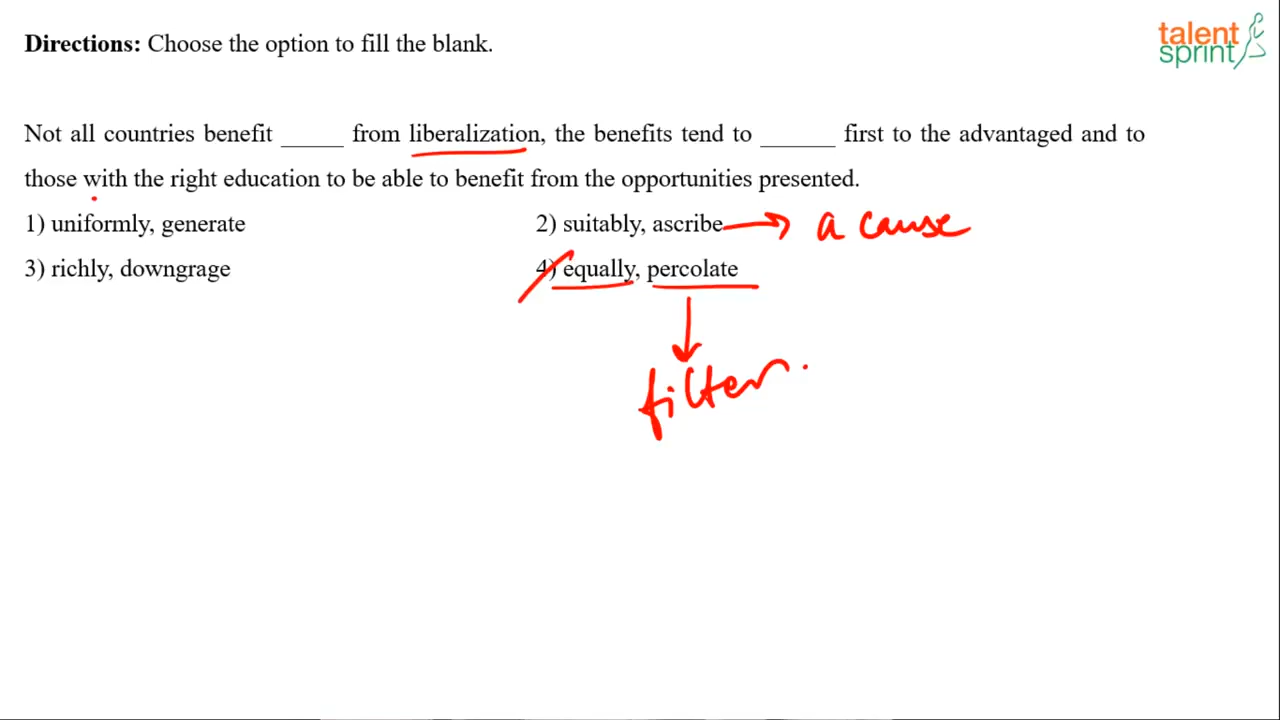 talent
sprint
Directions: Choose the option to fill the blank.
Not all countries benefit _____ from liberalization, the benefits tend to ______ first to the advantaged and to
those with the right education to be able to benefit from the opportunities presented.
1) uniformly, generate 2) suitably, ascribe → a cause
3) richly, downgrage 4) equally, percolate
filter.